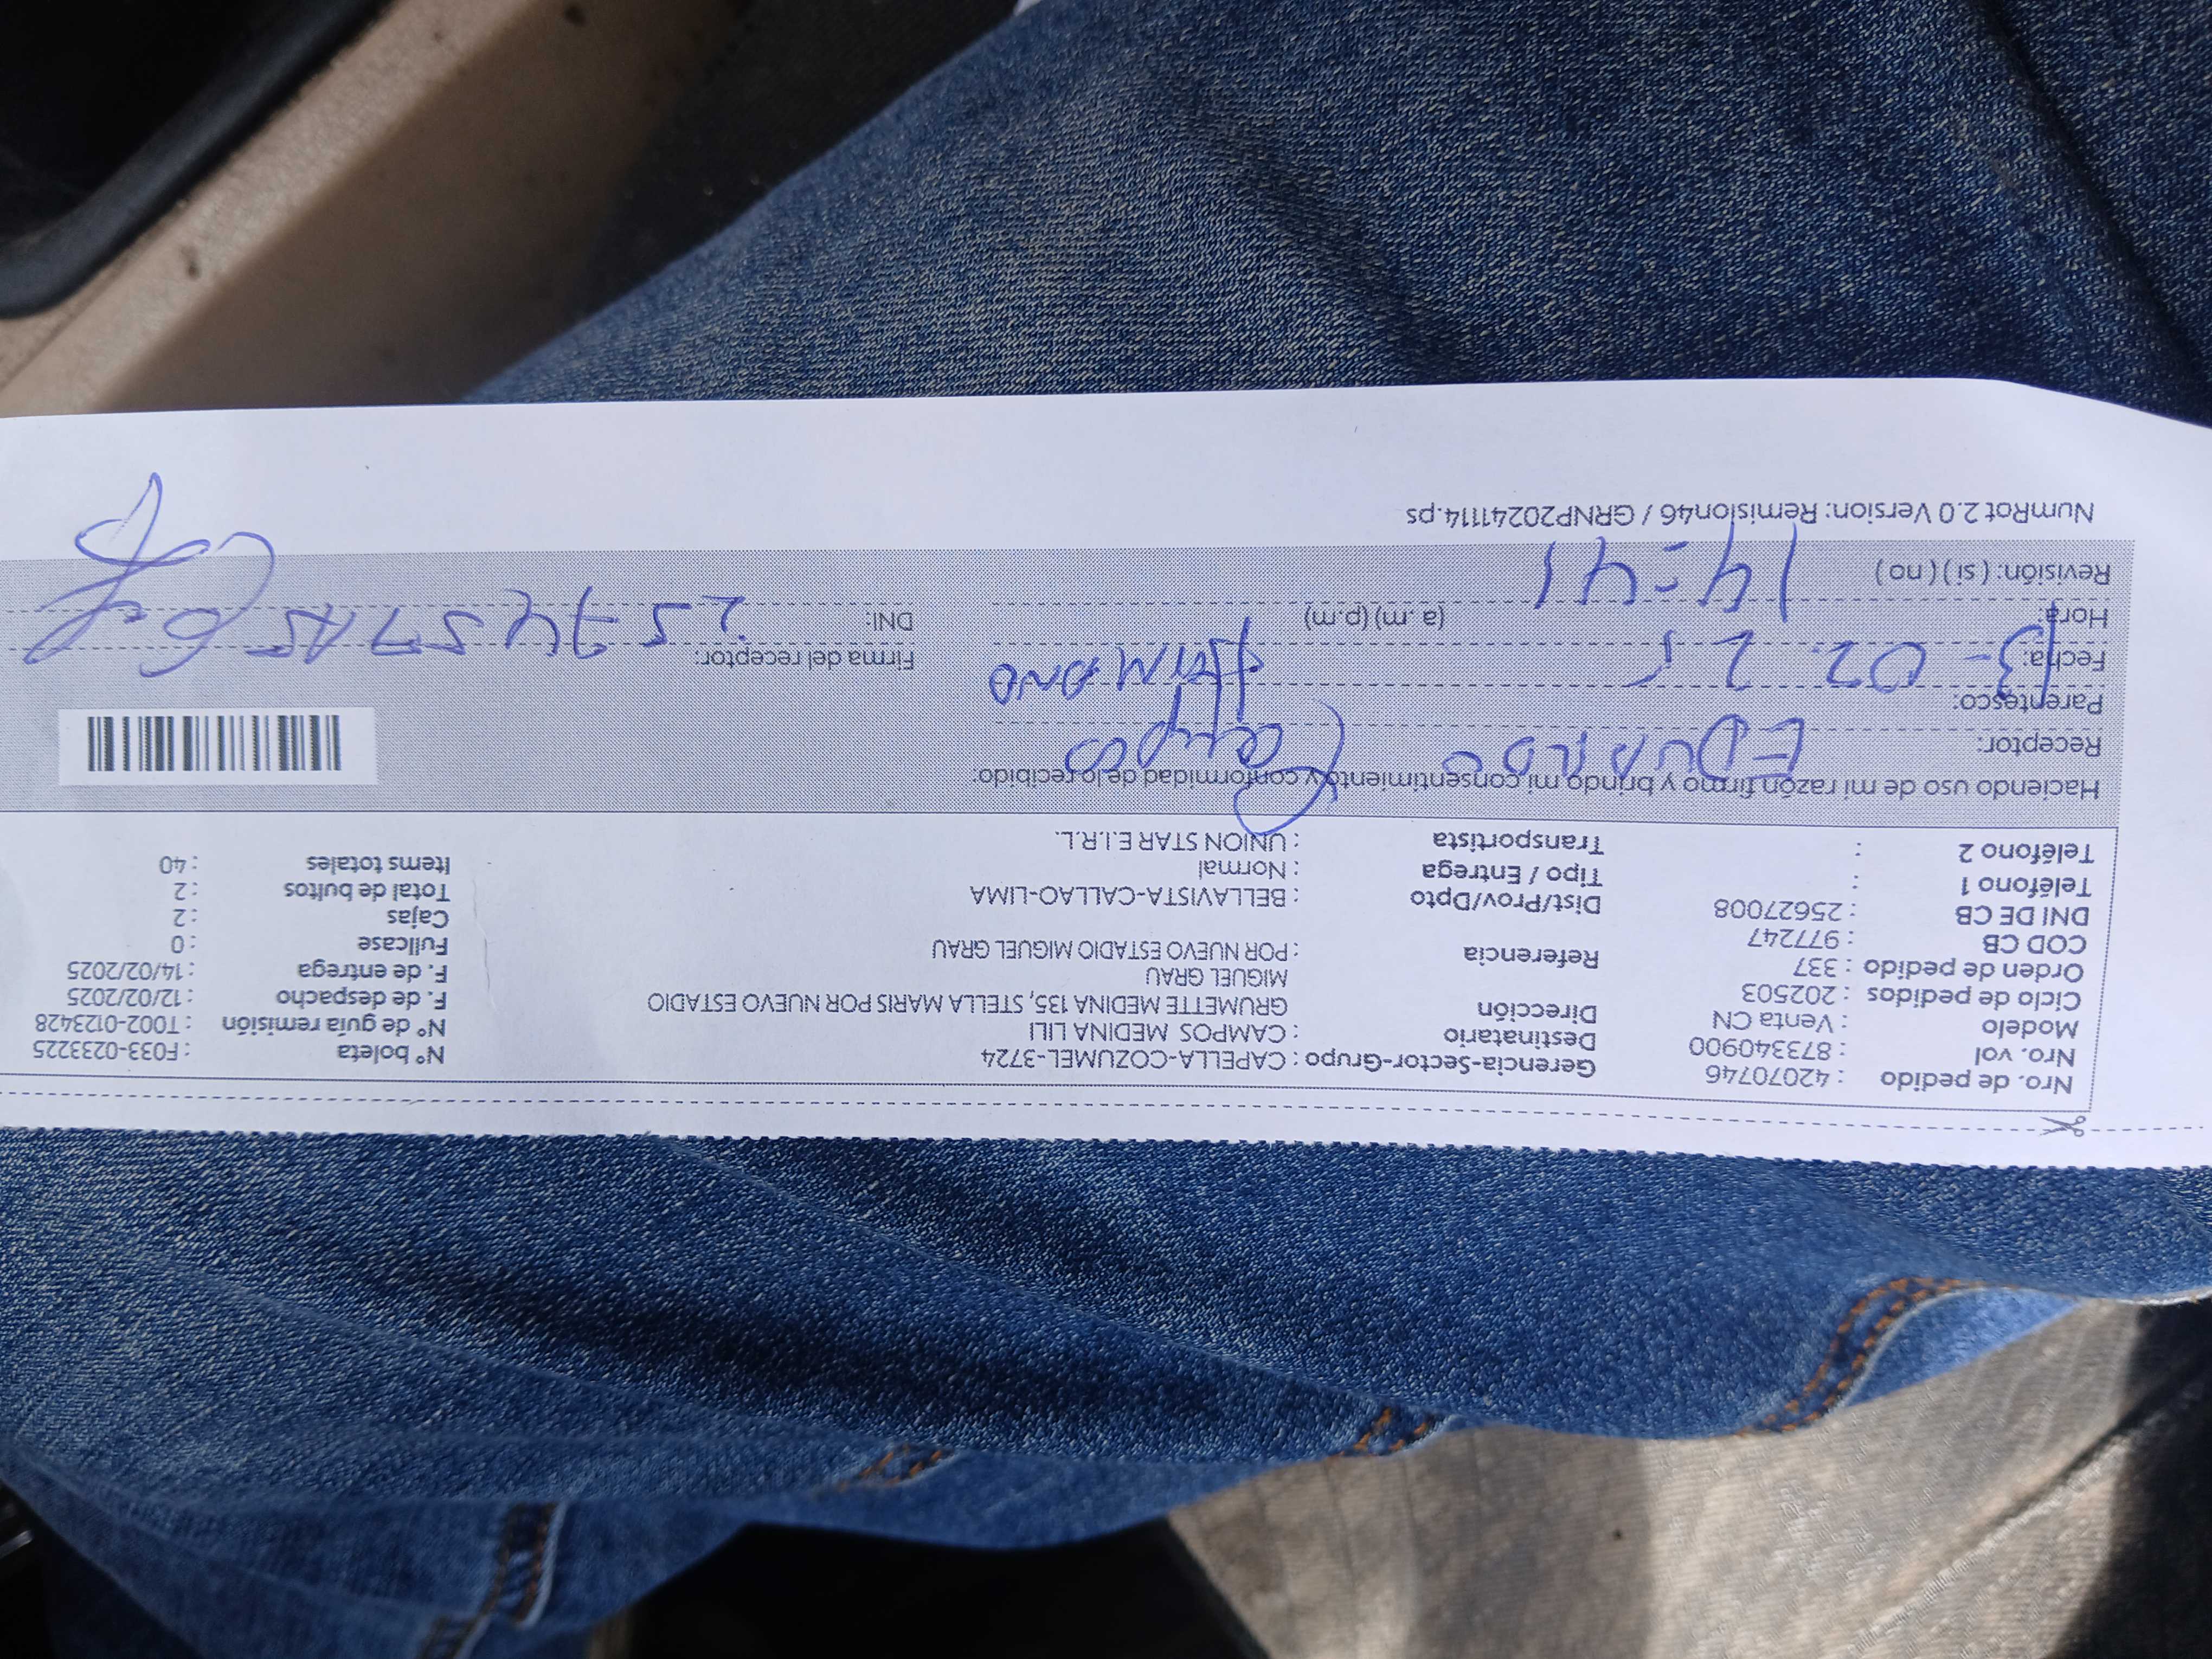 Nro. de pedido : 42070746 Gerencia-Sector-Grupo : CAPELLA-COZUMEL-3724 N° boleta : F033-0233225
Nro. vol : 873340900 Destinatario : CAMPOS MEDINA LILI N° de guía remisión : T002-0123428
Modelo : Venta CN Dirección GRUMETTE MEDINA 135, STELLA MARIS POR NUEVO ESTADIO F. de despacho : 12/02/2025
Ciclo de pedidos : 202503 MIGUEL GRAU F. de entrega : 14/02/2025
Orden de pedido : 337 Referencia : POR NUEVO ESTADIO MIGUEL GRAU Fullcase : 0
COD CB : 977247 Cajas : 2
DNI DE CB : 25627008 Dist/Prov/Dpto : BELLAVISTA-CALLAO-LIMA Total de bultos : 2
Teléfono 1 : Tipo / Entrega : Normal Items totales : 40
Teléfono 2 : Transportista : UNION STAR E.I.R.L.
Haciendo uso de mi razón firmo y brindo mi consentimiento y conformidad de lo recibido:
Receptor: EDUARDO Campos
Parentesco: HERMANO
Fecha: 13-02-25 Firma del receptor:
Hora: 14:41 (a.m) (p.m) DNI:
Revisión: ( si ) ( no )
NumRot 2.0 Version: Remision46 / GRNP20241114.ps